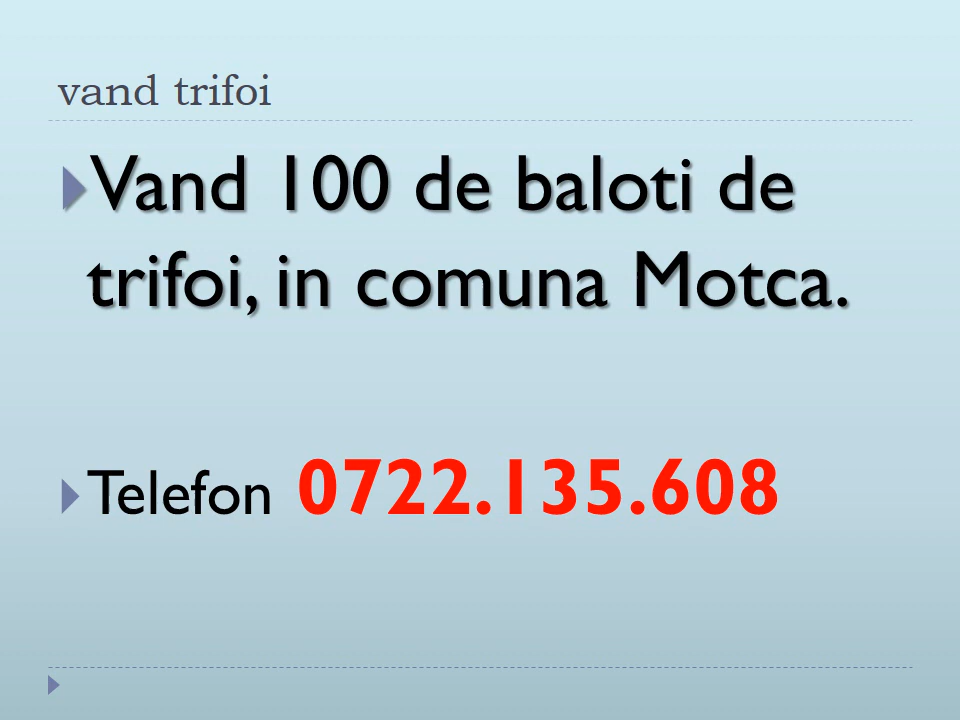 vand trifoi
Vand 100 de baloti de
trifoi, in comuna Motca.
Telefon 0722.135.608